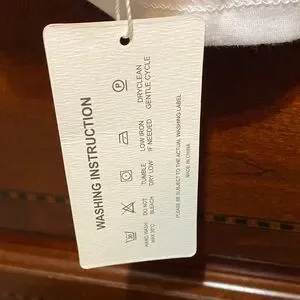 WASHING INSTRUCTION
P
HAND WASH
MAX 30°C
DO NOT
BLEACH
TUMBLE
DRY LOW
LOW IRON
IF NEEDED
DRYCLEAN
GENTLE CYCLE
PLEASE BE SUBJECT TO THE ACTUAL WASHING LABEL
MADE IN CHINA